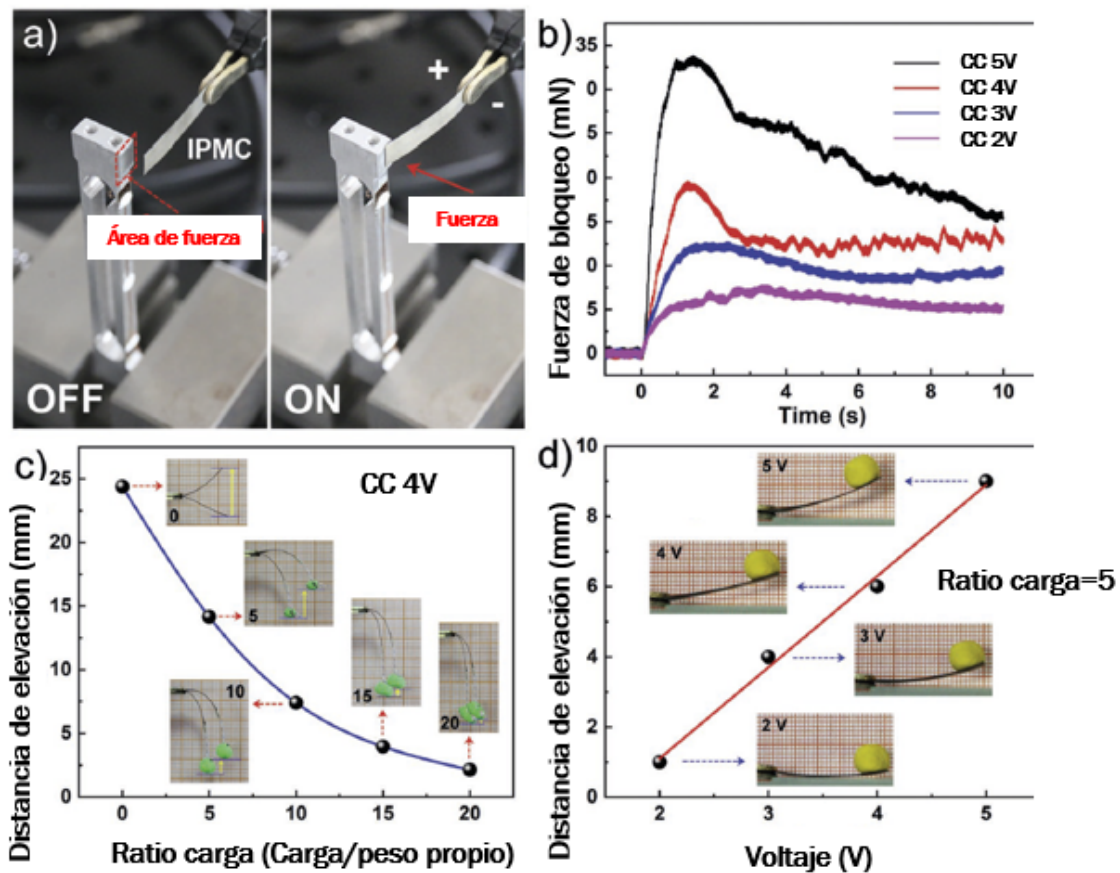 a)
IPMC
Área de fuerza
OFF
+
-
Fuerza
ON
b)
Fuerza de bloqueo (mN)
35
0
5
0
5
0
5
0
CC 5V
CC 4V
CC 3V
CC 2V
0
2
4
6
8
10
Time (s)
c)
Distancia de elevación (mm)
25
20
15
10
5
0
CC 4V
0
5
10
15
20
0
5
10
15
20
Ratio carga (Carga/peso propio)
d)
Distancia de elevación (mm)
10
8
6
4
2
0
5 V
4 V
3 V
2 V
Ratio carga=5
2
3
4
5
Voltaje (V)